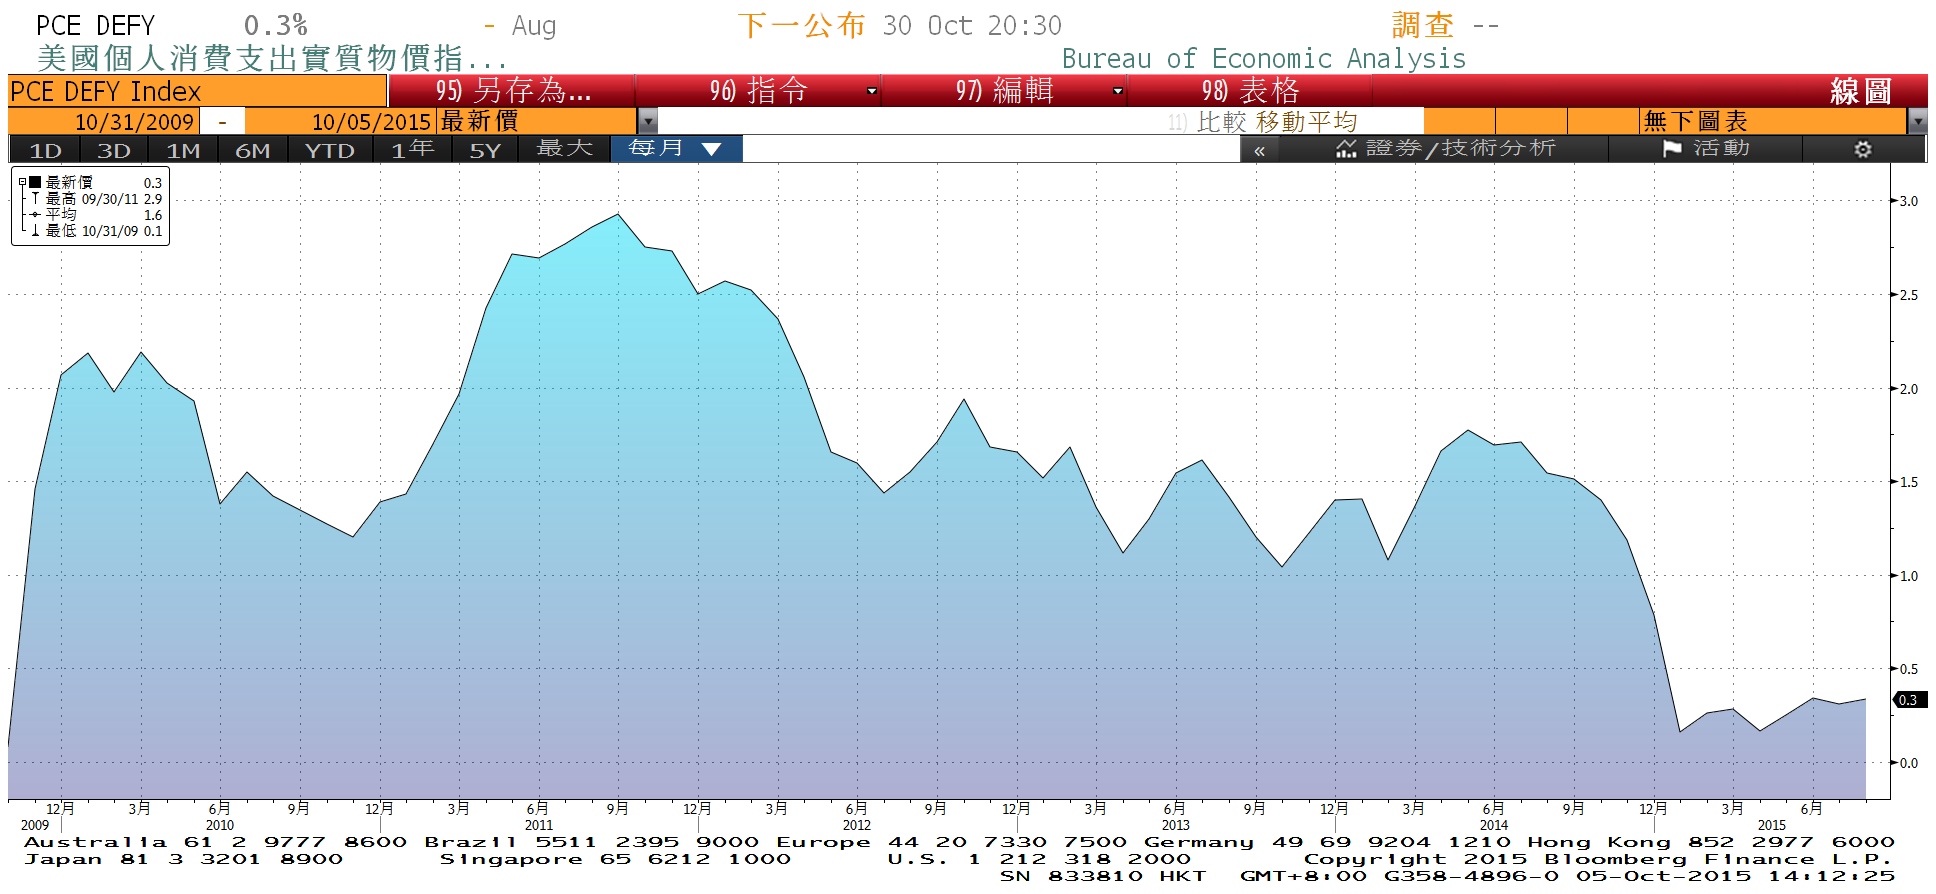 PCE DEFY 0.3% - Aug 下一公布 30 Oct 20:30 調查 --
美國個人消費支出實質物價指... Bureau of Economic Analysis
PCE DEFY Index 95) 另存為... 96) 指令 97) 編輯 98) 表格 線圖
10/31/2009 - 10/05/2015 最新價 11) 比較 移動平均 無下圖表
1D 3D 1M 6M YTD 1年 5Y 最大 每月 ▼ « 證券/技術分析 活動
最新價 0.3
最高 09/30/11 2.9
平均 1.6
最低 10/31/09 0.1
3.0
2.5
2.0
1.5
1.0
0.5
0.3
0.0
12月 3月 6月 9月 12月 3月 6月 9月 12月 3月 6月 9月 12月 3月 6月 9月 12月 3月 6月 9月 12月 3月 6月
2009 2010 2011 2012 2013 2014 2015
Australia 61 2 9777 8600 Brazil 5511 2395 9000 Europe 44 20 7330 7500 Germany 49 69 9204 1210 Hong Kong 852 2977 6000
Japan 81 3 3201 8900 Singapore 65 6212 1000 U.S. 1 212 318 2000 Copyright 2015 Bloomberg Finance L.P.
SN 833810 HKT GMT+8:00 G358-4896-0 05-Oct-2015 14:12:25